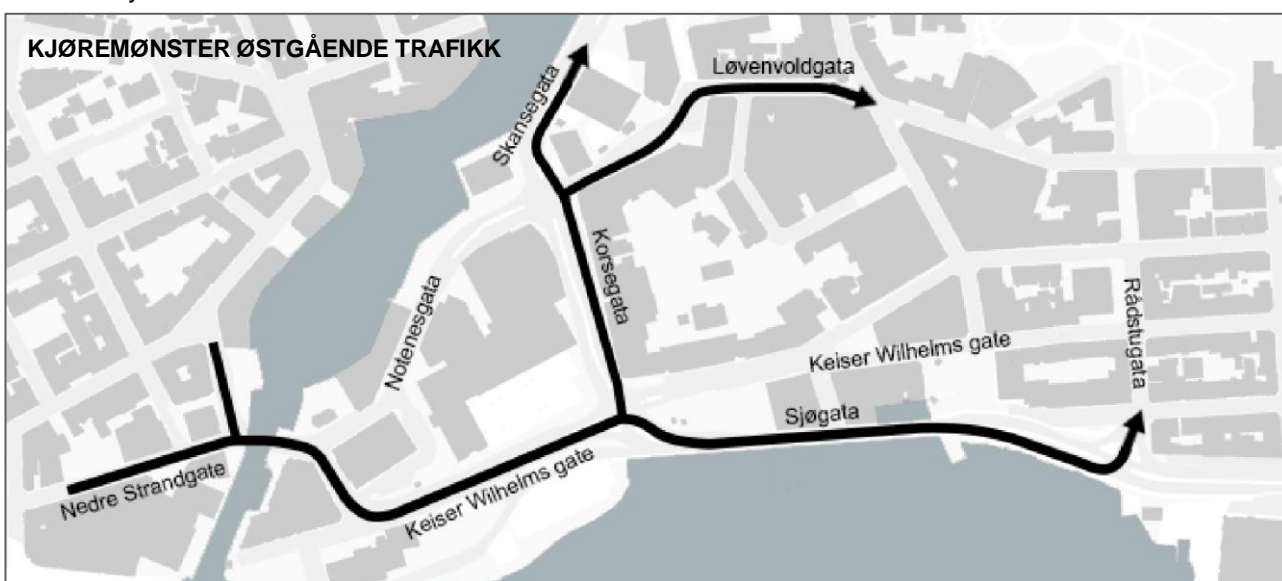 KJØREMØNSTER ØSTGÅENDE TRAFIKK
Skansegata
Løvenvoldgata
Korsegata
Notenesgata
Rådstugata
Keiser Wilhelms gate
Sjøgata
Nedre Strandgate
Keiser Wilhelms gate